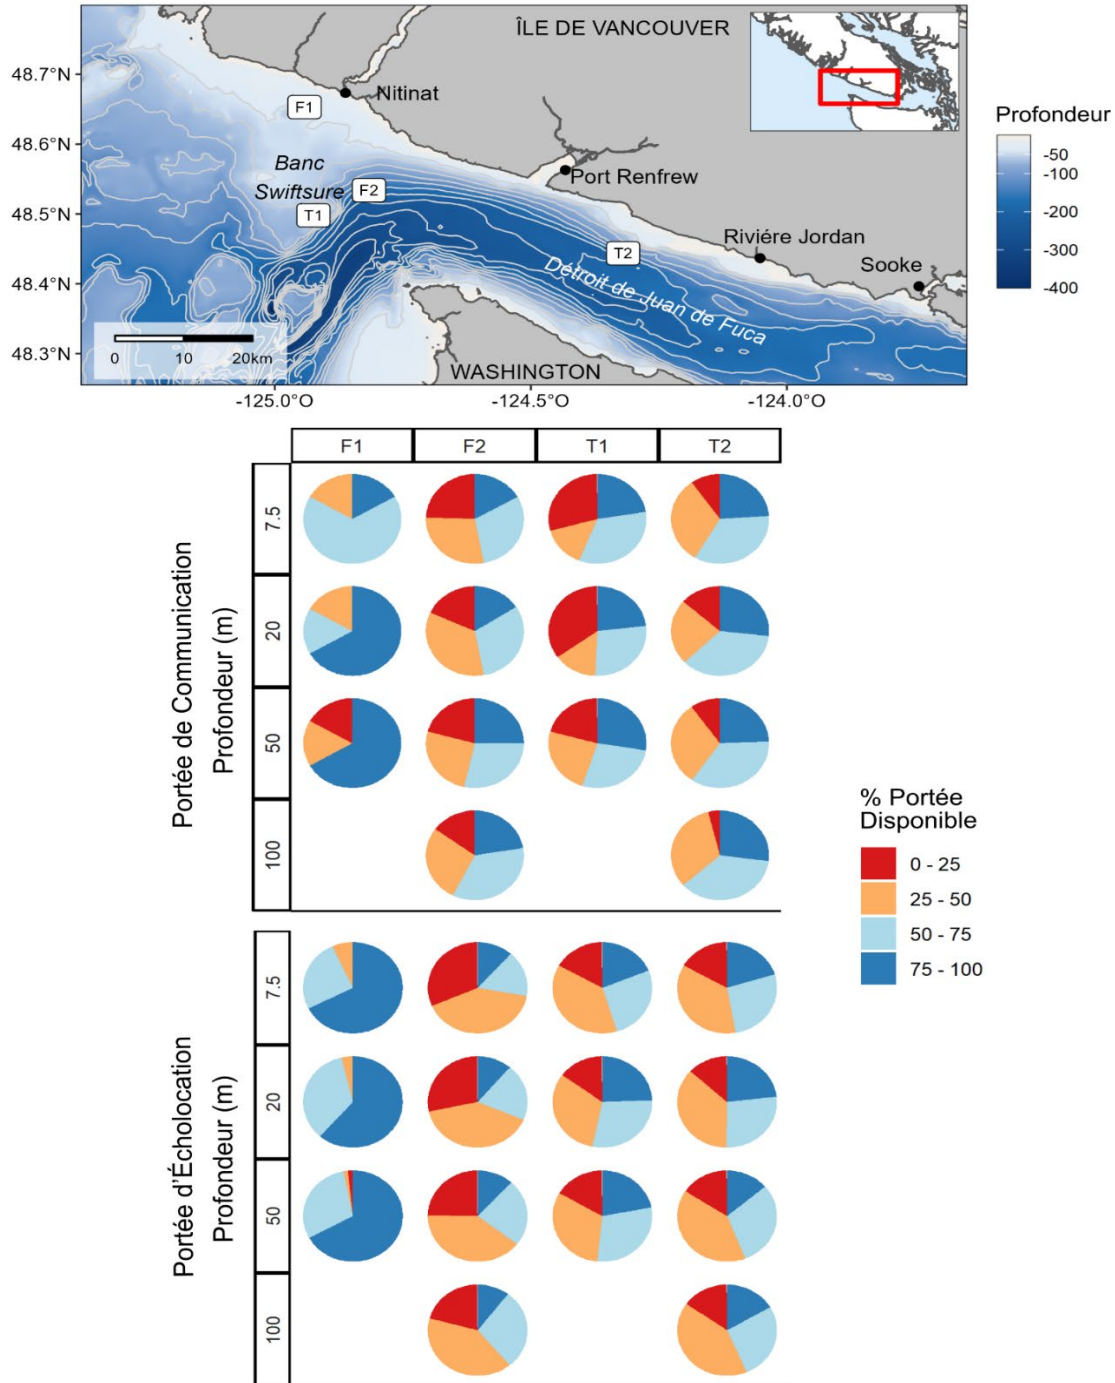 ÎLE DE VANCOUVER
48.7°N
48.6°N
48.5°N
48.4°N
48.3°N
Nitinat
F1
Banc
Swiftsure
F2
T1
Port Renfrew
T2
Riviére Jordan
Sooke
Détroit de Juan de Fuca
0 10 20km
WASHINGTON
-125.0°O -124.5°O -124.0°O
Profondeur
-50
-100
-200
-300
-400
F1 F2 T1 T2
Portée de Communication
Profondeur (m)
7.5
20
50
100
Portée d'Écholocation
Profondeur (m)
7.5
20
50
100
% Portée
Disponible
0 - 25
25 - 50
50 - 75
75 - 100